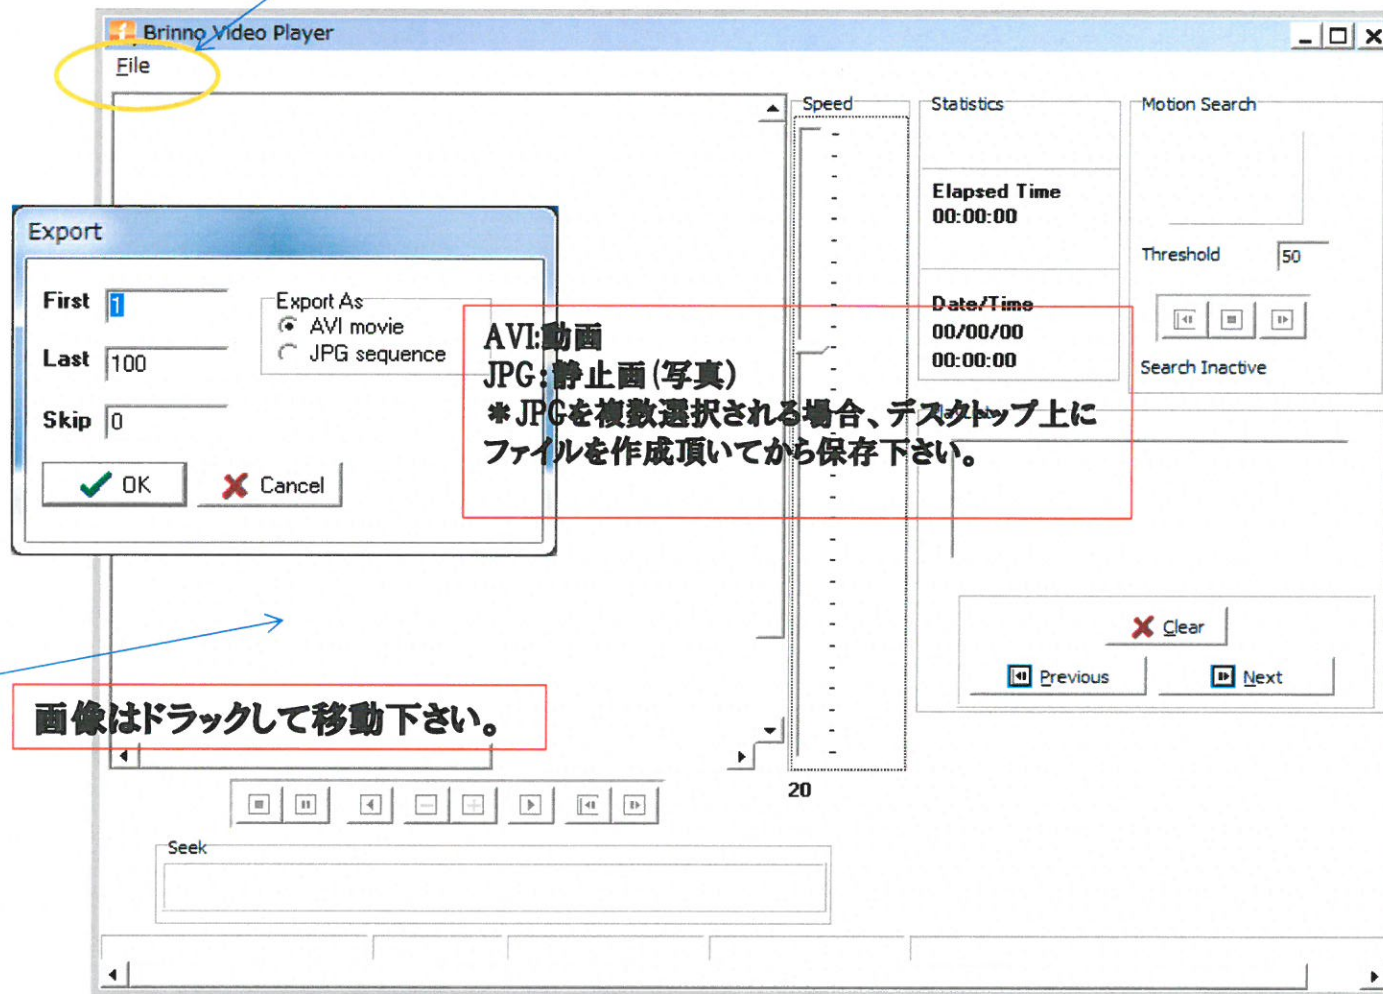 Brinno Video Player
File
Speed
Statistics
Motion Search
Elapsed Time
00:00:00
Threshold
50
Date/Time
00/00/00
00:00:00
Search Inactive
Export
First
1
Last
100
Skip
0
Export As
AVI movie
JPG sequence
OK
Cancel
AVI:動画
JPG:静止画(写真)
*JPGを複数選択される場合、デスクトップ上に
ファイルを作成頂いてから保存下さい。
Clear
Previous
Next
画像はドラックして移動下さい。
20
Seek